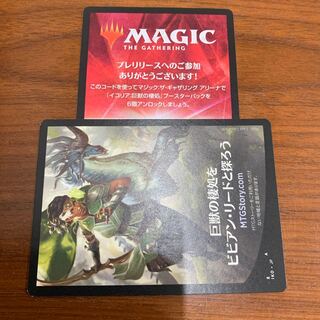 MAGIC
THE GATHERING
プレリリースへのご参加
ありがとうございます!
このコードを使ってマジック:ザ・ギャザリング アリーナで
「イコリア:巨獣の棲処」ブースターパックを
6個アンロックしましょう。
巨獣の棲処を
ビビアン・リードと探ろう
MTGStory.com